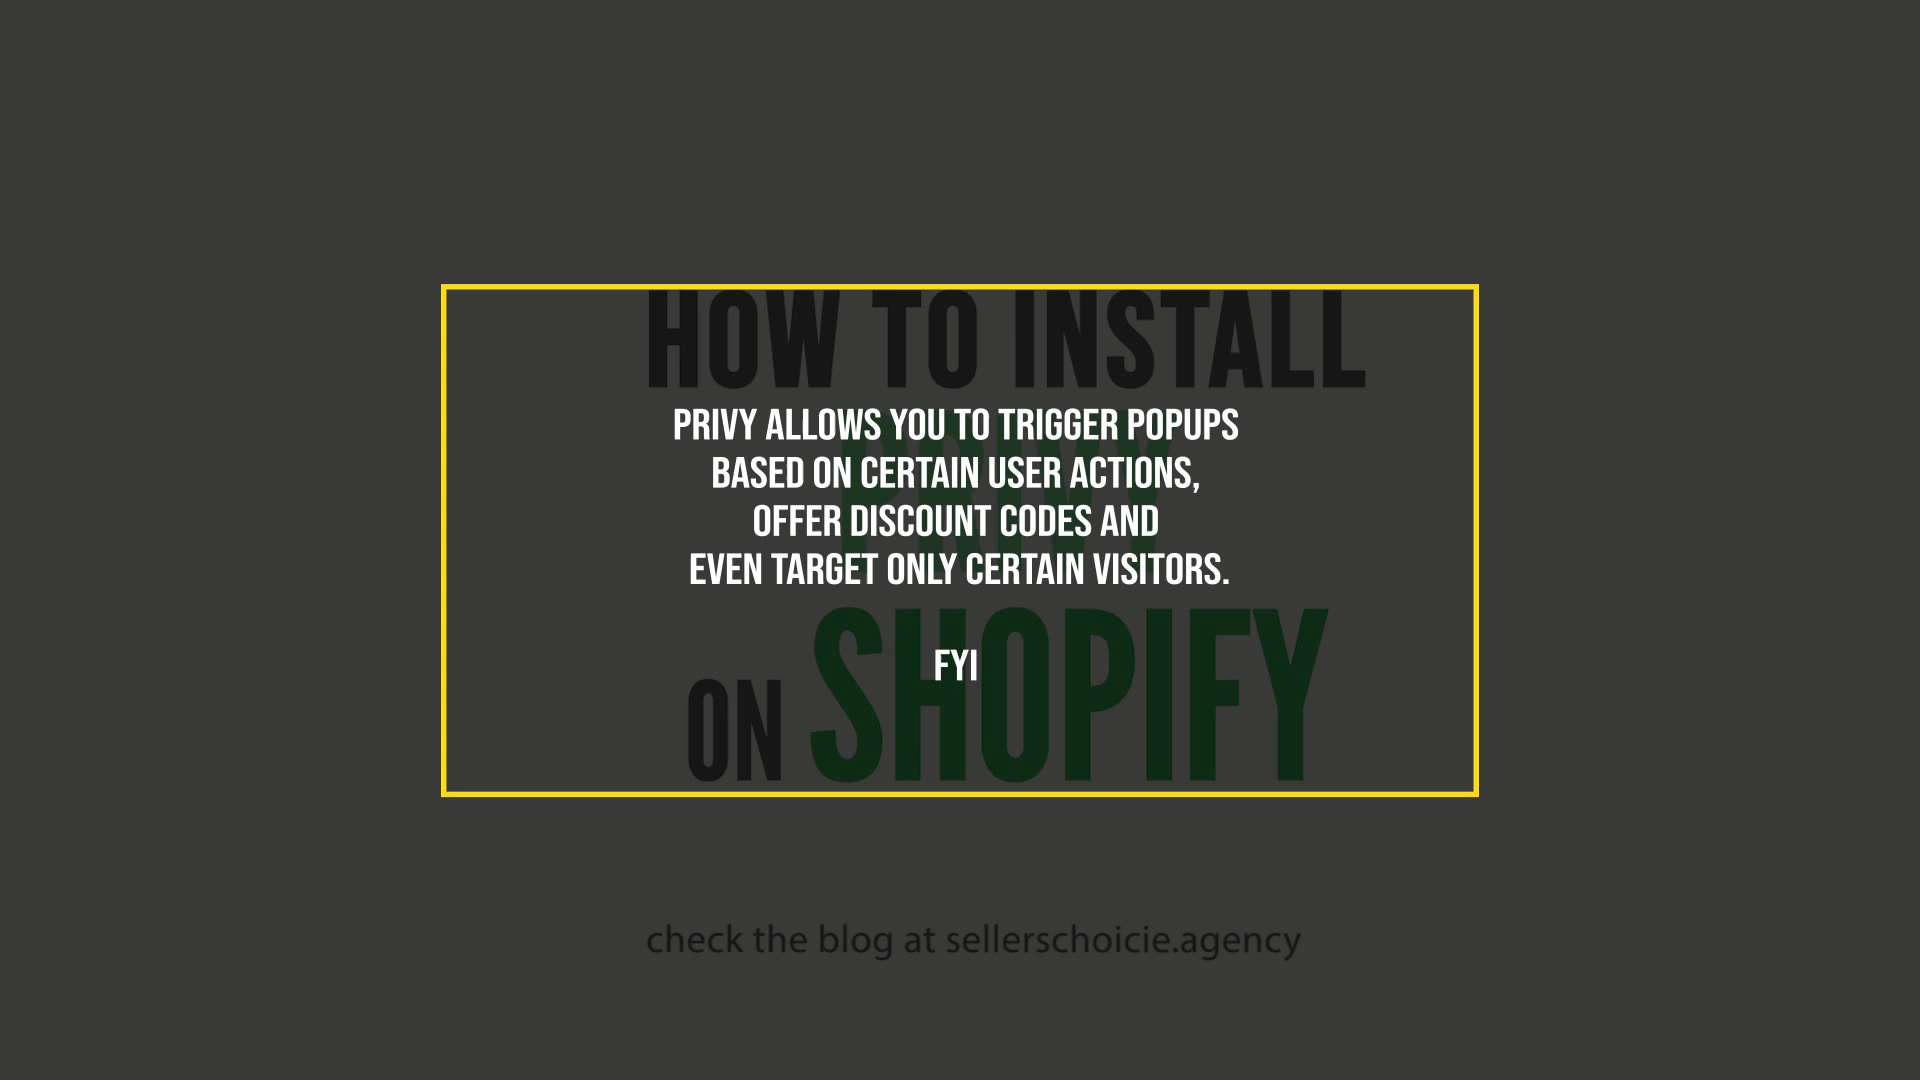 HOW TO INSTALL
PRIVY
PRIVY ALLOWS YOU TO TRIGGER POPUPS
BASED ON CERTAIN USER ACTIONS,
OFFER DISCOUNT CODES AND
EVEN TARGET ONLY CERTAIN VISITORS.
FYI
ON SHOPIFY
check the blog at sellerschoicie.agency